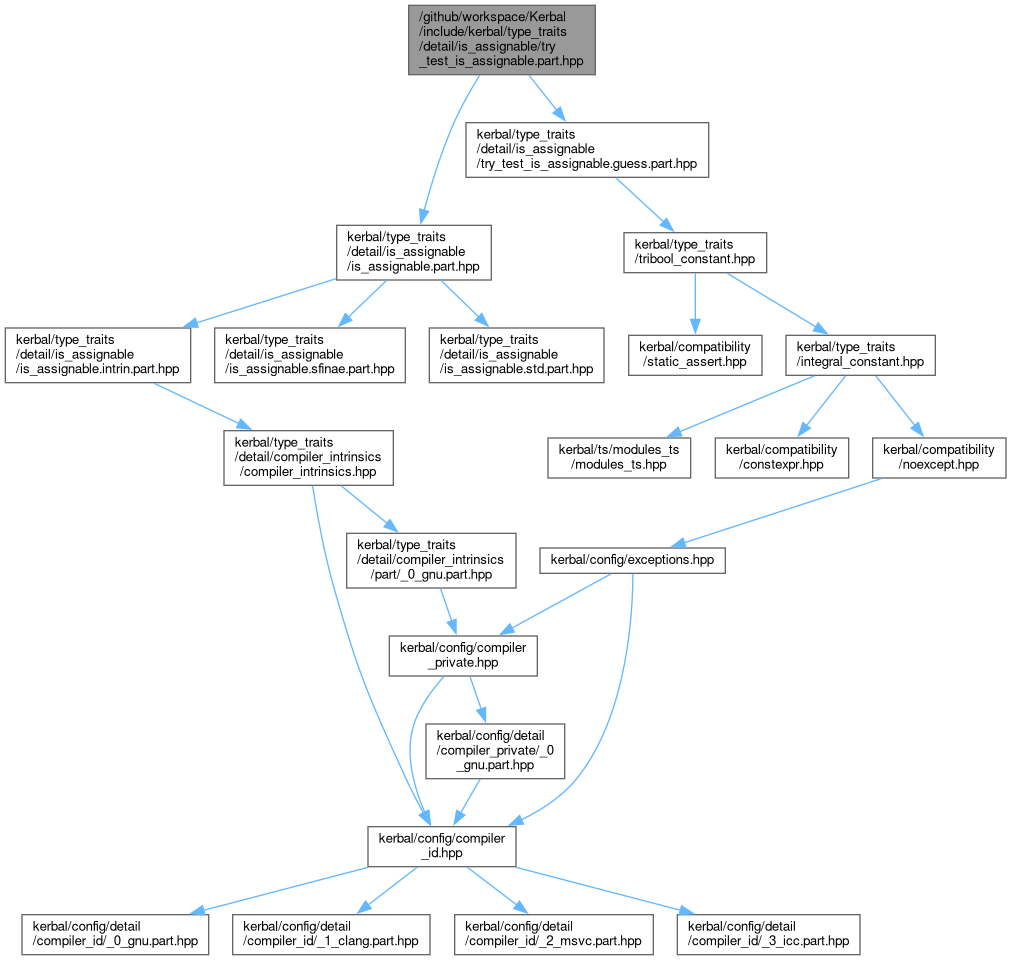 /github/workspace/Kerbal
/include/kerbal/type_traits
/detail/is_assignable/try
_test_is_assignable.part.hpp
kerbal/type_traits
/detail/is_assignable
/try_test_is_assignable.guess.part.hpp
kerbal/type_traits
/detail/is_assignable
/is_assignable.part.hpp
kerbal/type_traits
/tribool_constant.hpp
kerbal/type_traits
/detail/is_assignable
/is_assignable.intrin.part.hpp
kerbal/type_traits
/detail/is_assignable
/is_assignable.sfinae.part.hpp
kerbal/type_traits
/detail/is_assignable
/is_assignable.std.part.hpp
kerbal/compatibility
/static_assert.hpp
kerbal/type_traits
/integral_constant.hpp
kerbal/type_traits
/detail/compiler_intrinsics
/compiler_intrinsics.hpp
kerbal/ts/modules_ts
/modules_ts.hpp
kerbal/compatibility
/constexpr.hpp
kerbal/compatibility
/noexcept.hpp
kerbal/type_traits
/detail/compiler_intrinsics
/part/_0_gnu.part.hpp
kerbal/config/exceptions.hpp
kerbal/config/compiler
_private.hpp
kerbal/config/detail
/compiler_private/_0
_gnu.part.hpp
kerbal/config/compiler
_id.hpp
kerbal/config/detail
/compiler_id/_0_gnu.part.hpp
kerbal/config/detail
/compiler_id/_1_clang.part.hpp
kerbal/config/detail
/compiler_id/_2_msvc.part.hpp
kerbal/config/detail
/compiler_id/_3_icc.part.hpp